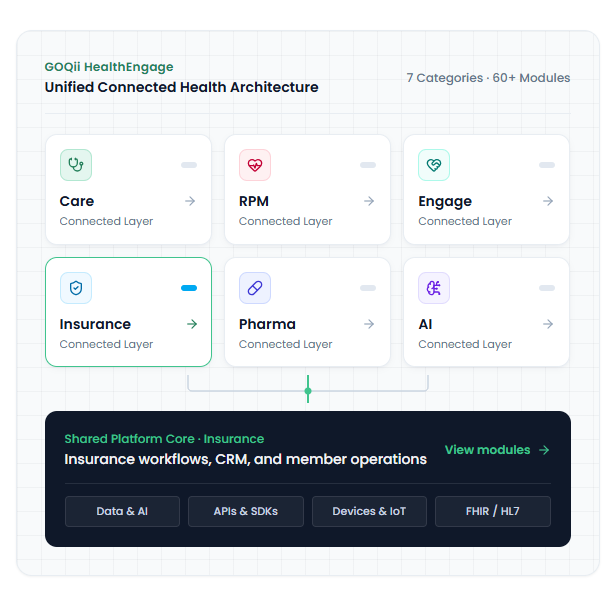 GOQii HealthEngage
Unified Connected Health Architecture
7 Categories · 60+ Modules
Care
Connected Layer
RPM
Connected Layer
Engage
Connected Layer
Insurance
Connected Layer
Pharma
Connected Layer
AI
Connected Layer
Shared Platform Core · Insurance
Insurance workflows, CRM, and member operations
View modules
Data & AI
APIs & SDKs
Devices & IoT
FHIR / HL7